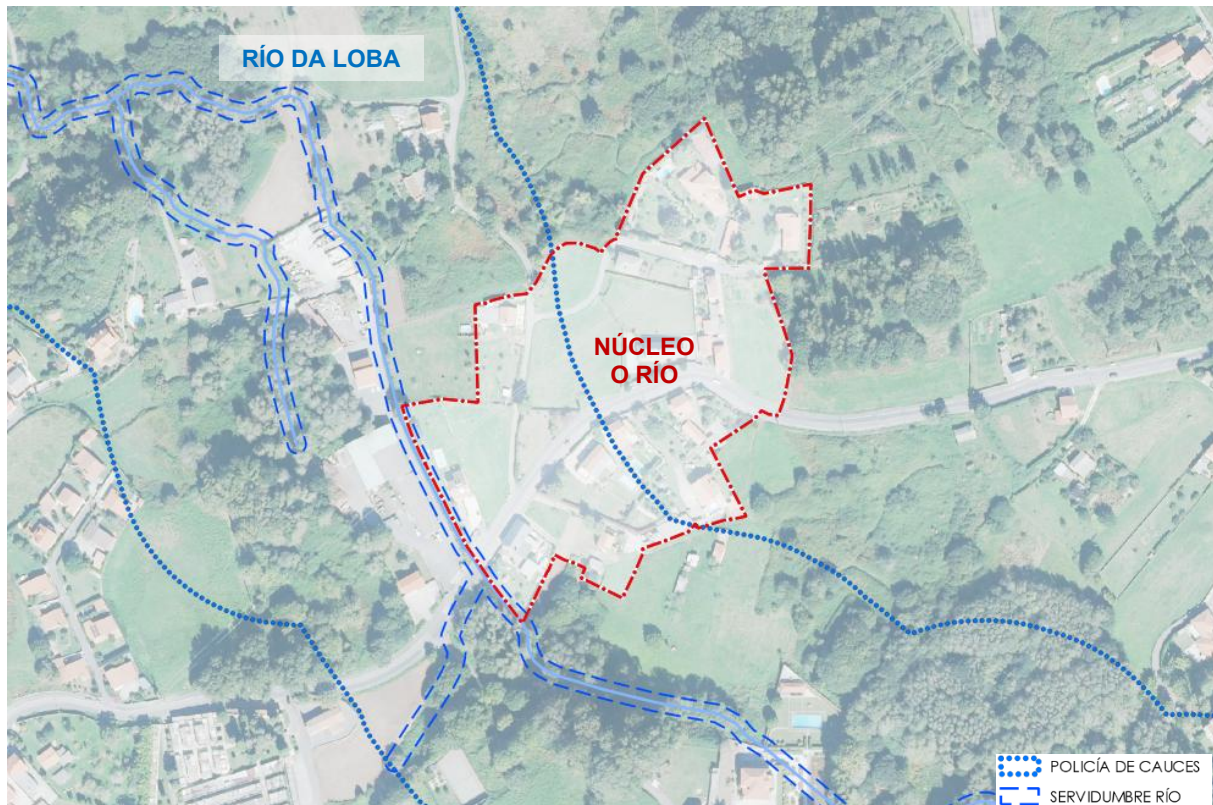 RÍO DA LOBA
NÚCLEO
O RÍO
POLICÍA DE CAUCES
SERVIDUMBRE RÍO